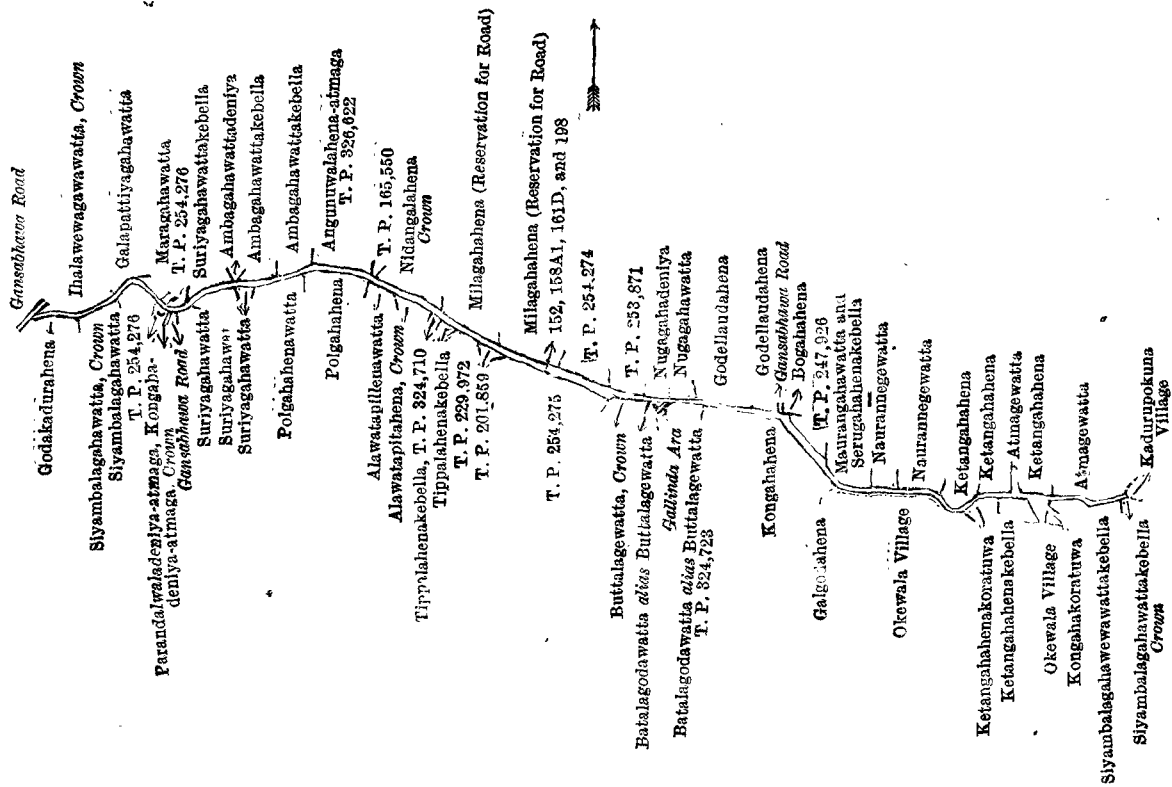 Gansabhawa Road
Ihalawewagawawatta, Crown
Galapattiyagahawatta
Maragahawatta
T. P. 254,276
Suriyagahawattakebella
Ambagahawattadeniya
Ambagahawattakebella
Ambagahawattakebella
Angunuwalahena-atmaga
T. P. 326,622
T. P. 165,550
Nidangalahena
Crown
Milagahahena (Reservation for Road)
Milagahahena (Reservation for Road)
152, 158A1, 161D, and 198
T. P. 254,274
T. P. 253,871
Nugagahadeniya
Nugagahawatta
Godellaudahena
Godellaudahena
Gansabhawa Road
Bogahahena
T. P. 247,926
Maurangahawatta and
Serugahahenakebella
Naurannegewatta
Naurannegewatta
Ketangahahena
Ketangahahena
Atmagewatta
Ketangahahena
Atmagewatta
Kadurupokuna
Village
Godakadurahena
Siyambalagahawatta, Crown
Siyambalagahawatta
T. P. 254,276
Parandalwaladeniya-atmaga, Kongaha-
deniya-atmaga, Crown
Gansabhawa Road
Suriyagahawatta
Suriyagahawatta
Polgahahenawatta
Polgahahena
Alawatapillenawatta
Alawatapitahena, Crown
Tippalahenakebella, T. P. 324,710
Tippalahenakebella
T. P. 229,972
T. P. 201,859
T. P. 254,275
Buttalagewatta, Crown
Batalagodawatta alias Buttalagewatta
Gallinda Ara
Batalagodawatta alias Buttalagewatta
T. P. 324,723
Kongahahena
Okewala Village
Ketangahahenakoratuwa
Ketangahahenakebella
Okewala Village
Kongahakoratuwa
Siyambalagahawewawattakebella
Siyambalagahawattakebella
Crown